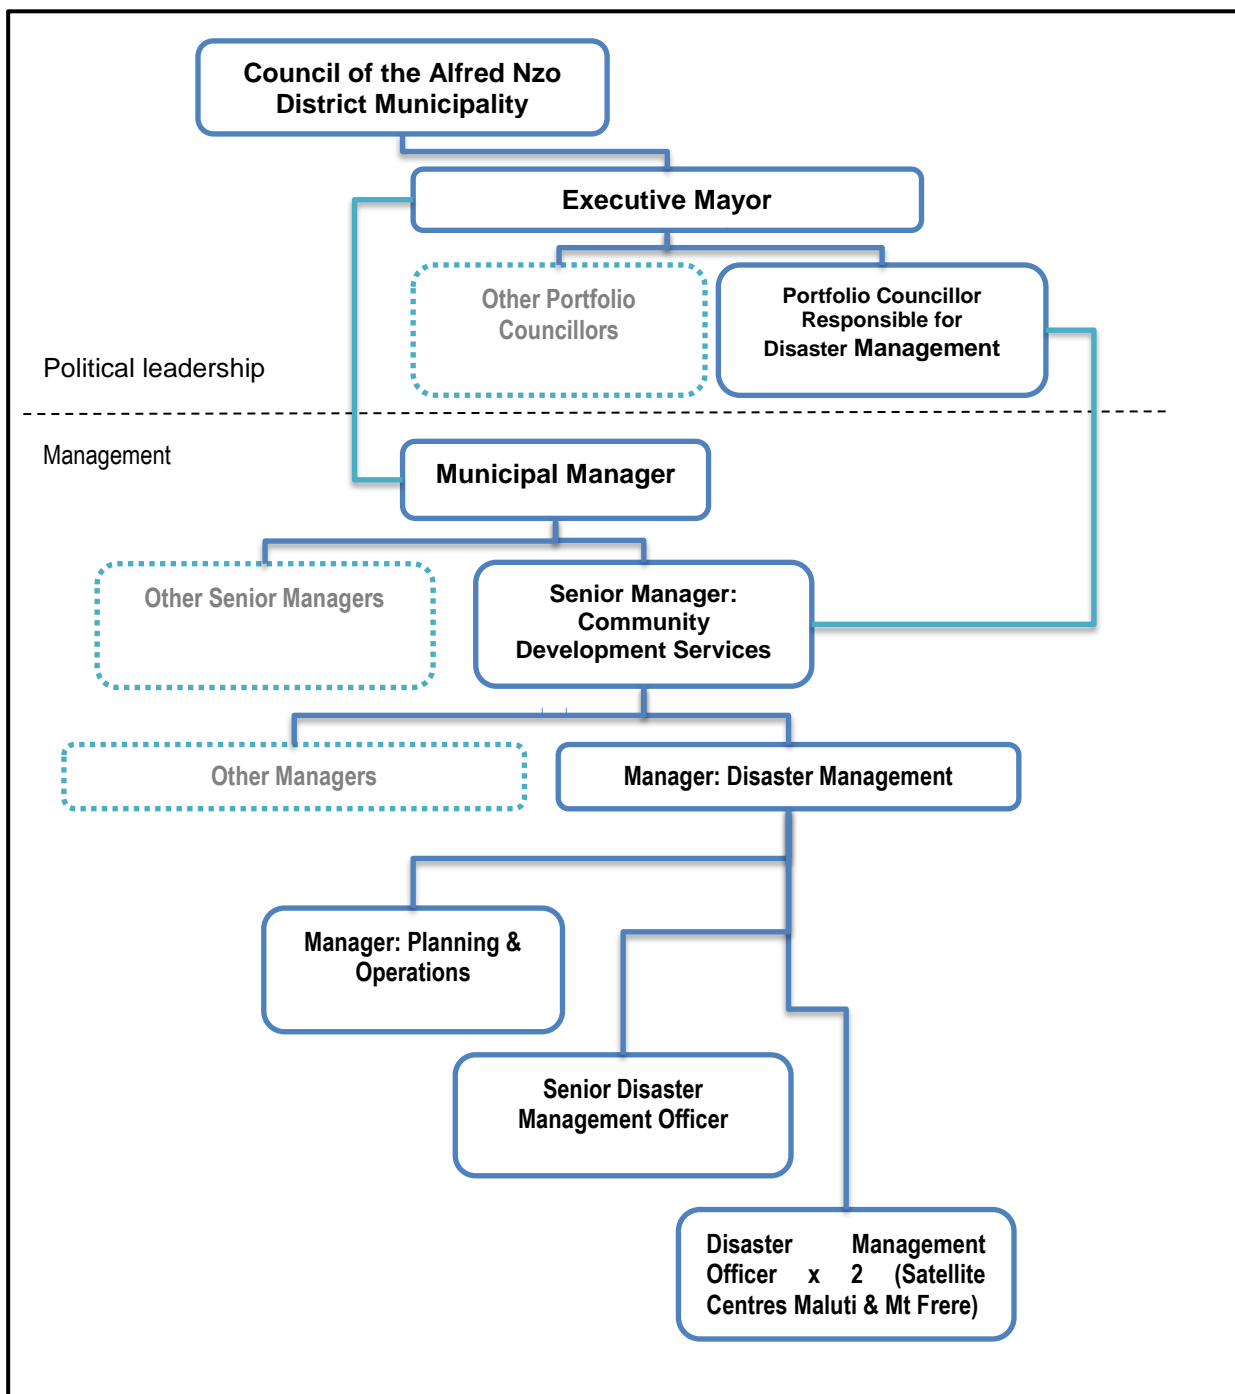 Council of the Alfred Nzo
District Municipality
Executive Mayor
Other Portfolio
Councillors
Portfolio Councillor
Responsible for
Disaster Management
Political leadership
Management
Municipal Manager
Other Senior Managers
Senior Manager:
Community
Development Services
Other Managers
Manager: Disaster Management
Manager: Planning &
Operations
Senior Disaster
Management Officer
Disaster Management
Officer x 2 (Satellite
Centres Maluti & Mt Frere)